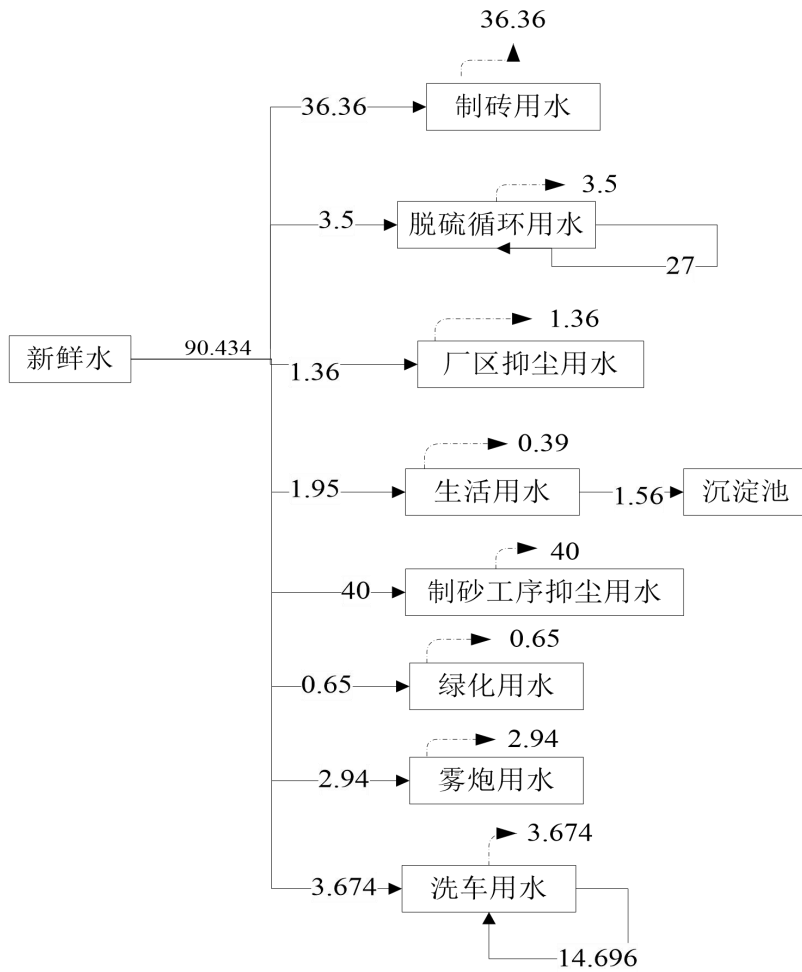 36.36
36.36
制砖用水
3.5
3.5
脱硫循环用水
27
1.36
新鲜水
90.434
1.36
厂区抑尘用水
0.39
1.95
生活用水
1.56
沉淀池
40
40
制砂工序抑尘用水
0.65
0.65
绿化用水
2.94
2.94
雾炮用水
3.674
3.674
洗车用水
14.696